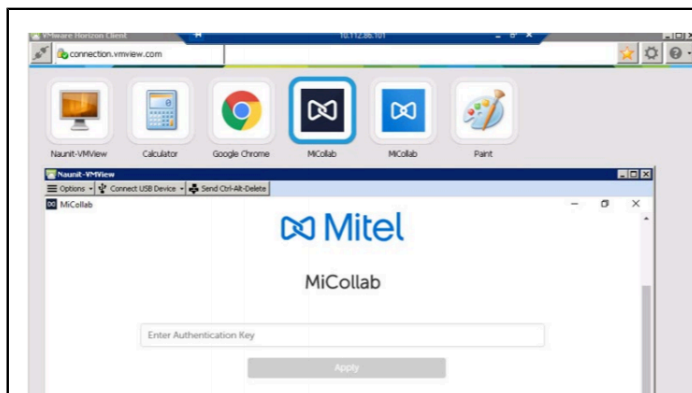 VMware Horizon Client
10.112.86.101
connection.vmview.com
Naunit-VMView
Calculator
Google Chrome
MiCollab
MiCollab
Paint
Naunit-VMView
Options
Connect USB Device
Send Ctrl-Alt-Delete
MiCollab
Mitel
MiCollab
Enter Authentication Key
Apply